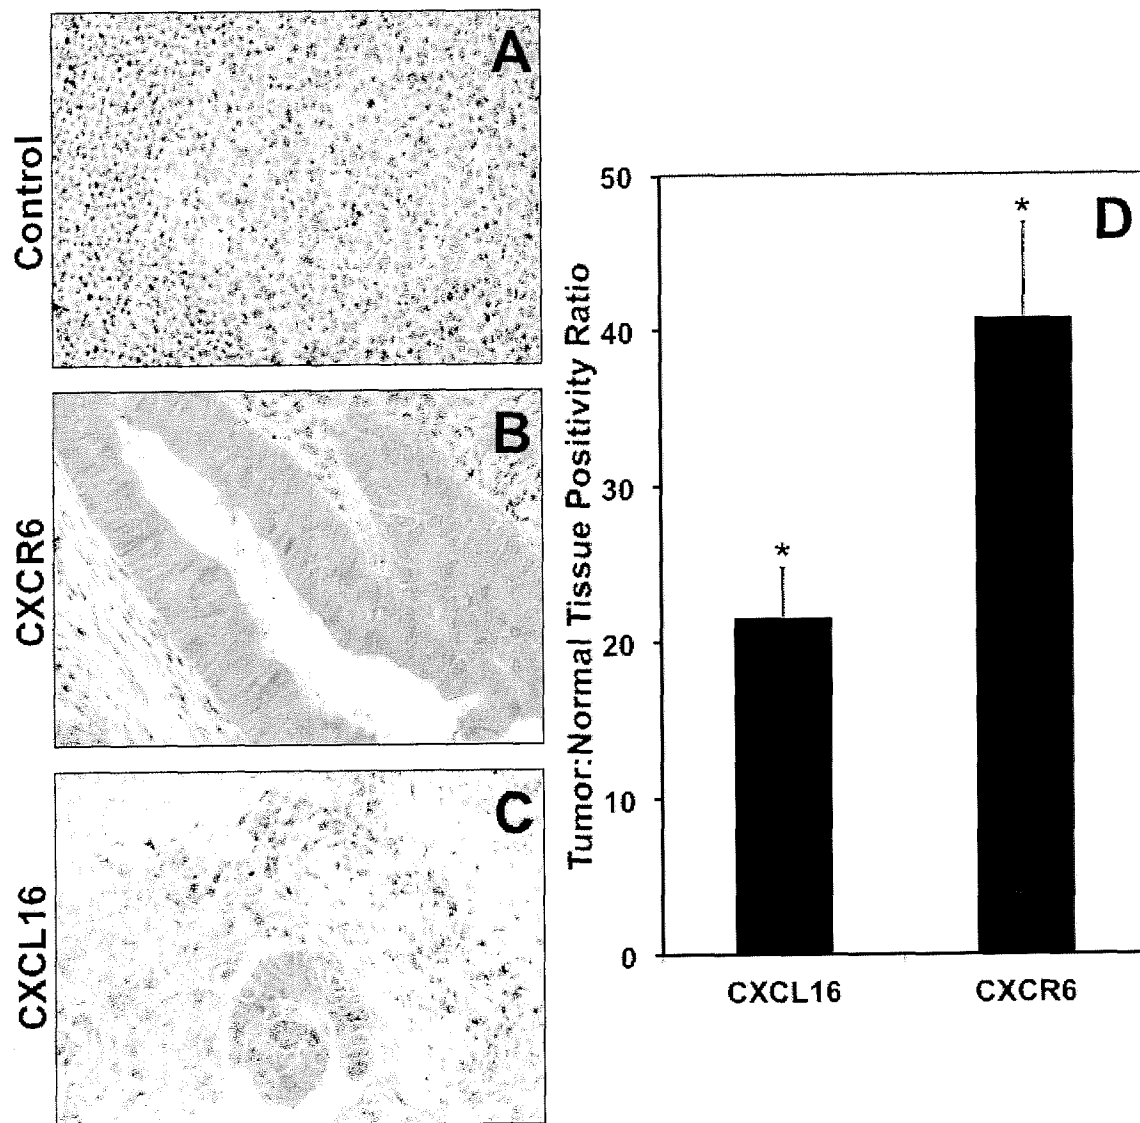 Control
A
CXCR6
B
CXCL16
C
D
Tumor:Normal Tissue Positivity Ratio
50
40
30
20
10
0
*
*
CXCL16
CXCR6